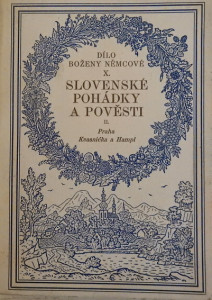 DÍLO
BOŽENY NĚMCOVÉ
X.
SLOVENSKÉ
POHÁDKY
A POVĚSTI
II.
Praha
Kvasnička a Hampl